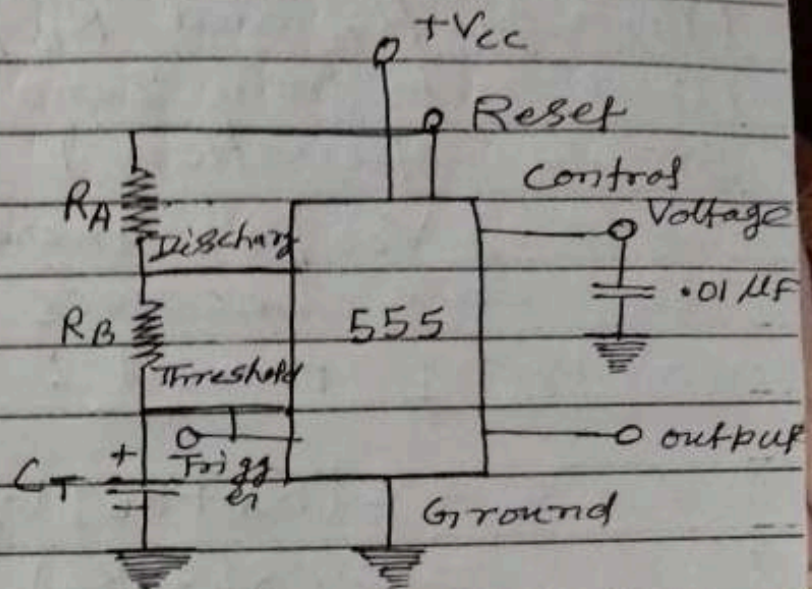 +Vcc
Reset
Control
Voltage
RA
Discharg
.01 μF
RB
555
Threshold
output
CT
+
Trigg
er
-
Ground